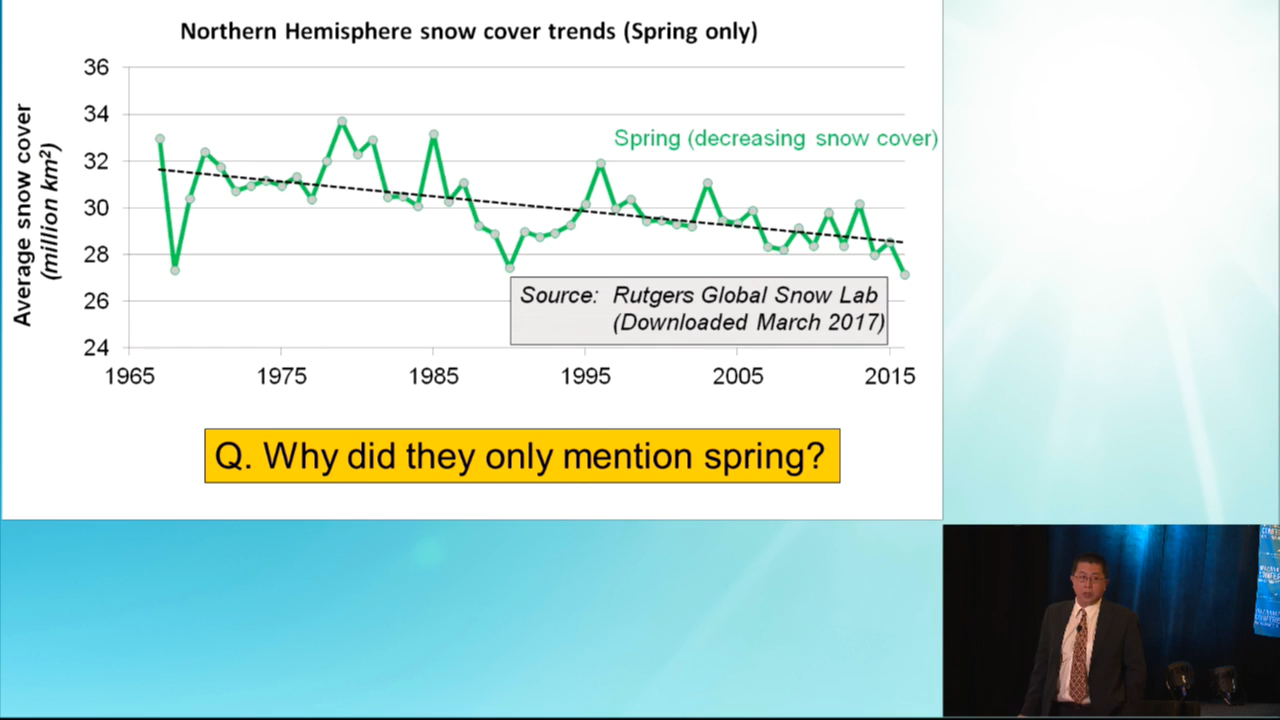 Northern Hemisphere snow cover trends (Spring only)
Average snow cover
(million km²)
36
34
32
30
28
26
24
Spring (decreasing snow cover)
Source: Rutgers Global Snow Lab
(Downloaded March 2017)
1965
1975
1985
1995
2005
2015
Q. Why did they only mention spring?